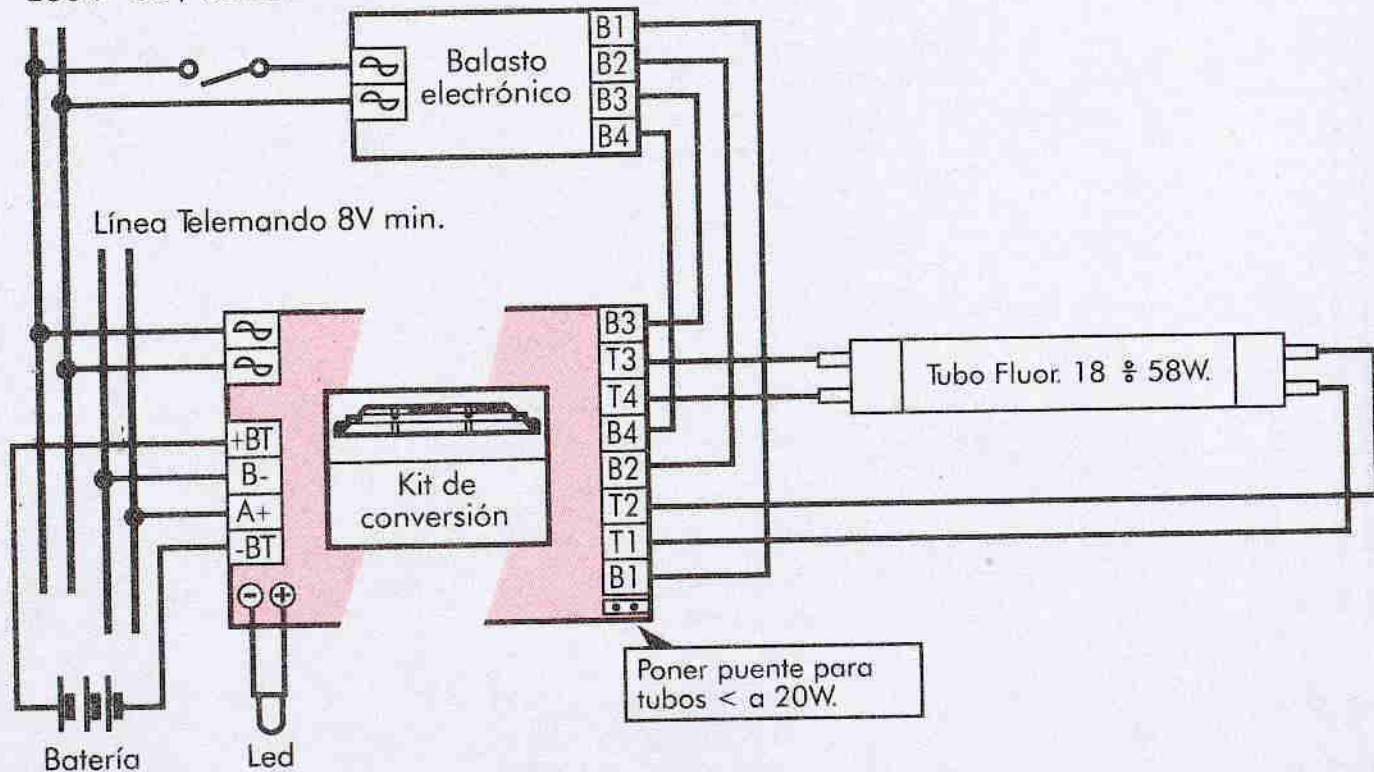 B1
Balasto
electrónico
B2
B3
B4
Línea Telemando 8V min.
B3
T3
T4
B4
B2
T2
T1
B1
Tubo Fluor. 18 ÷ 58W.
+BT
B-
A+
-BT
- +
Kit de
conversión
Poner puente para
tubos < a 20W.
Batería
Led